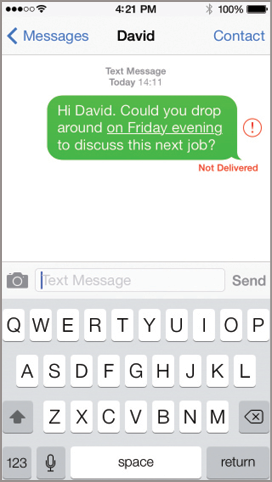 4:21 PM 100%
Messages David Contact
Text Message
Today 14:11
Hi David. Could you drop
around on Friday evening
to discuss this next job?
!
Not Delivered
Text Message Send
Q W E R T Y U I O P
A S D F G H J K L
Z X C V B N M
123 space return